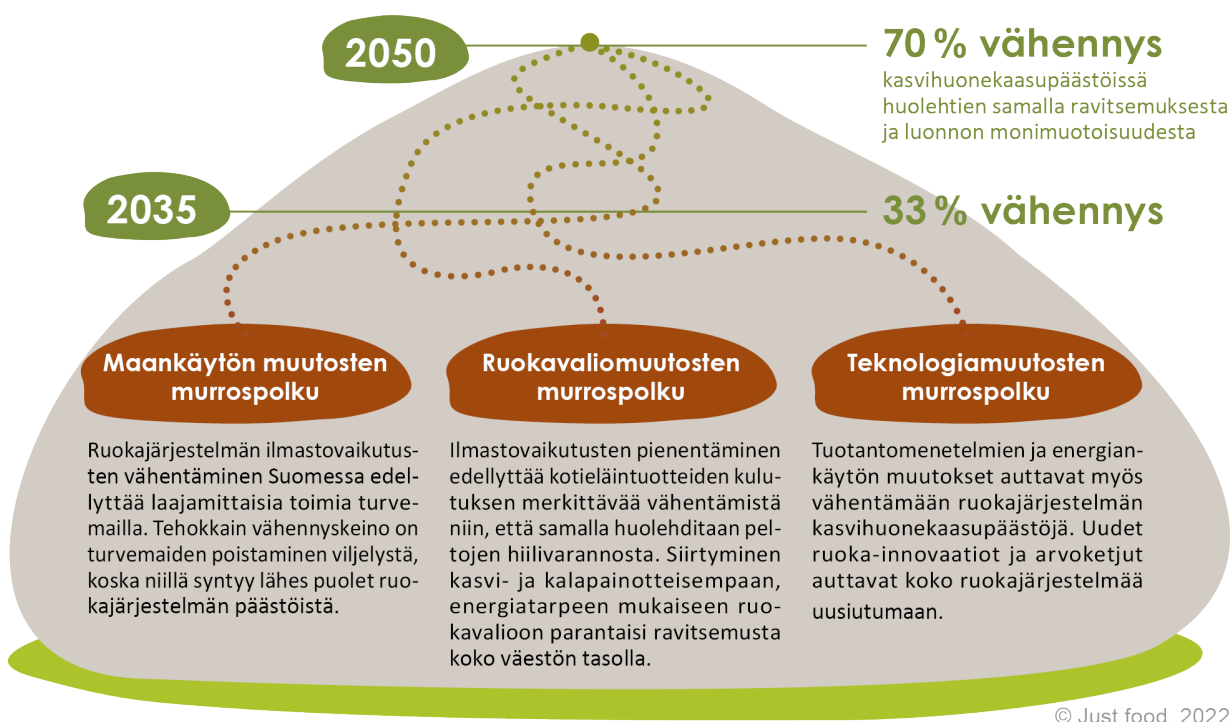 2050
70 % vähennys
kasvihuonekaasupäästöissä
huolehtien samalla ravitsemuksesta
ja luonnon monimuotoisuudesta
2035
33 % vähennys
Maankäytön muutosten
murrospolku
Ruokajärjestelmän ilmastovaikutus-
ten vähentäminen Suomessa edel-
lyttää laajamittaisia toimia turve-
mailla. Tehokkain vähennyskeino on
turvemaiden poistaminen viljelystä,
koska niillä syntyy lähes puolet ruo-
kajärjestelmän päästöistä.
Ruokavaliomuutosten
murrospolku
Ilmastovaikutusten pienentäminen
edellyttää kotieläintuotteiden kulu-
tuksen merkittävää vähentämistä
niin, että samalla huolehditaan pel-
tojen hiilivarannosta. Siirtyminen
kasvi- ja kalapainotteisempaan,
energiatarpeen mukaiseen ruo-
kavalioon parantaisi ravitsemusta
koko väestön tasolla.
Teknologiamuutosten
murrospolku
Tuotantomenetelmien ja energian-
käytön muutokset auttavat myös
vähentämään ruokajärjestelmän
kasvihuonekaasupäästöjä. Uudet
ruoka-innovaatiot ja arvoketjut
auttavat koko ruokajärjestelmää
uusiutumaan.
© Just food, 2022